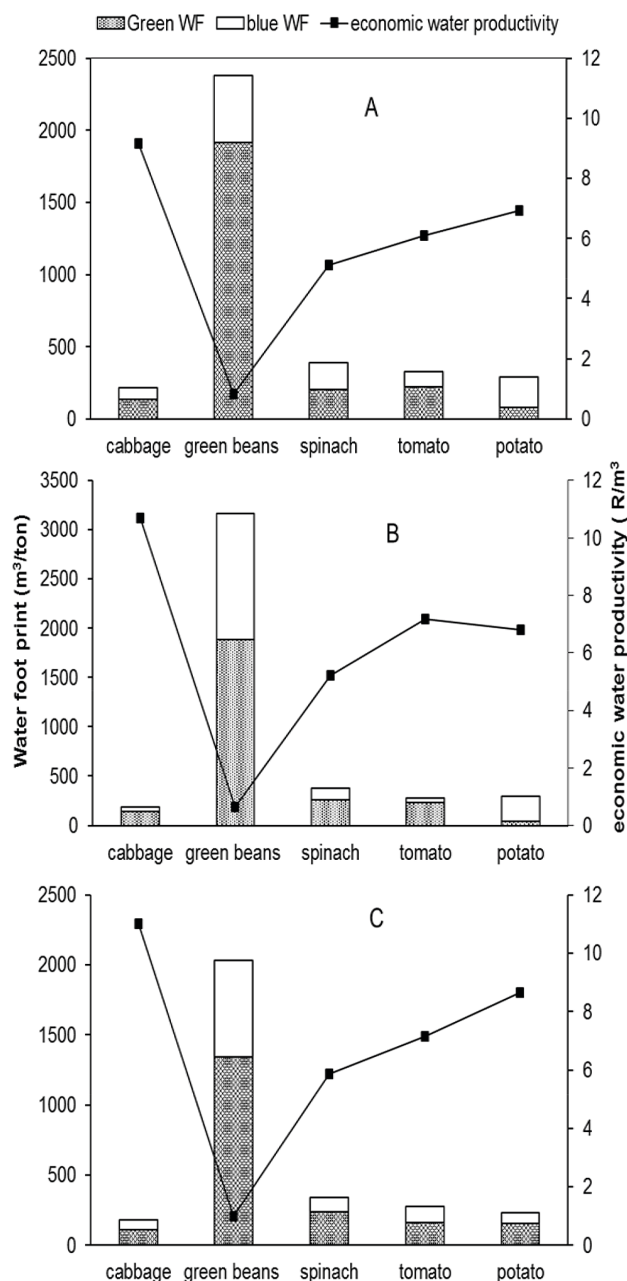 Green WF blue WF economic water productivity
2500 12
A
2000 10
1500 8
1000 6
500 4
0 2
0
cabbage green beans spinach tomato potato
Water foot print (m³/ton)
economic water productivity ( R/m³
3500 12
3000 10
B
2500 8
2000
1500 6
1000 4
500 2
0 0
cabbage green beans spinach tomato potato
2500 12
C
2000 10
1500 8
1000 6
500 4
0 2
0
cabbage green beans spinach tomato potato